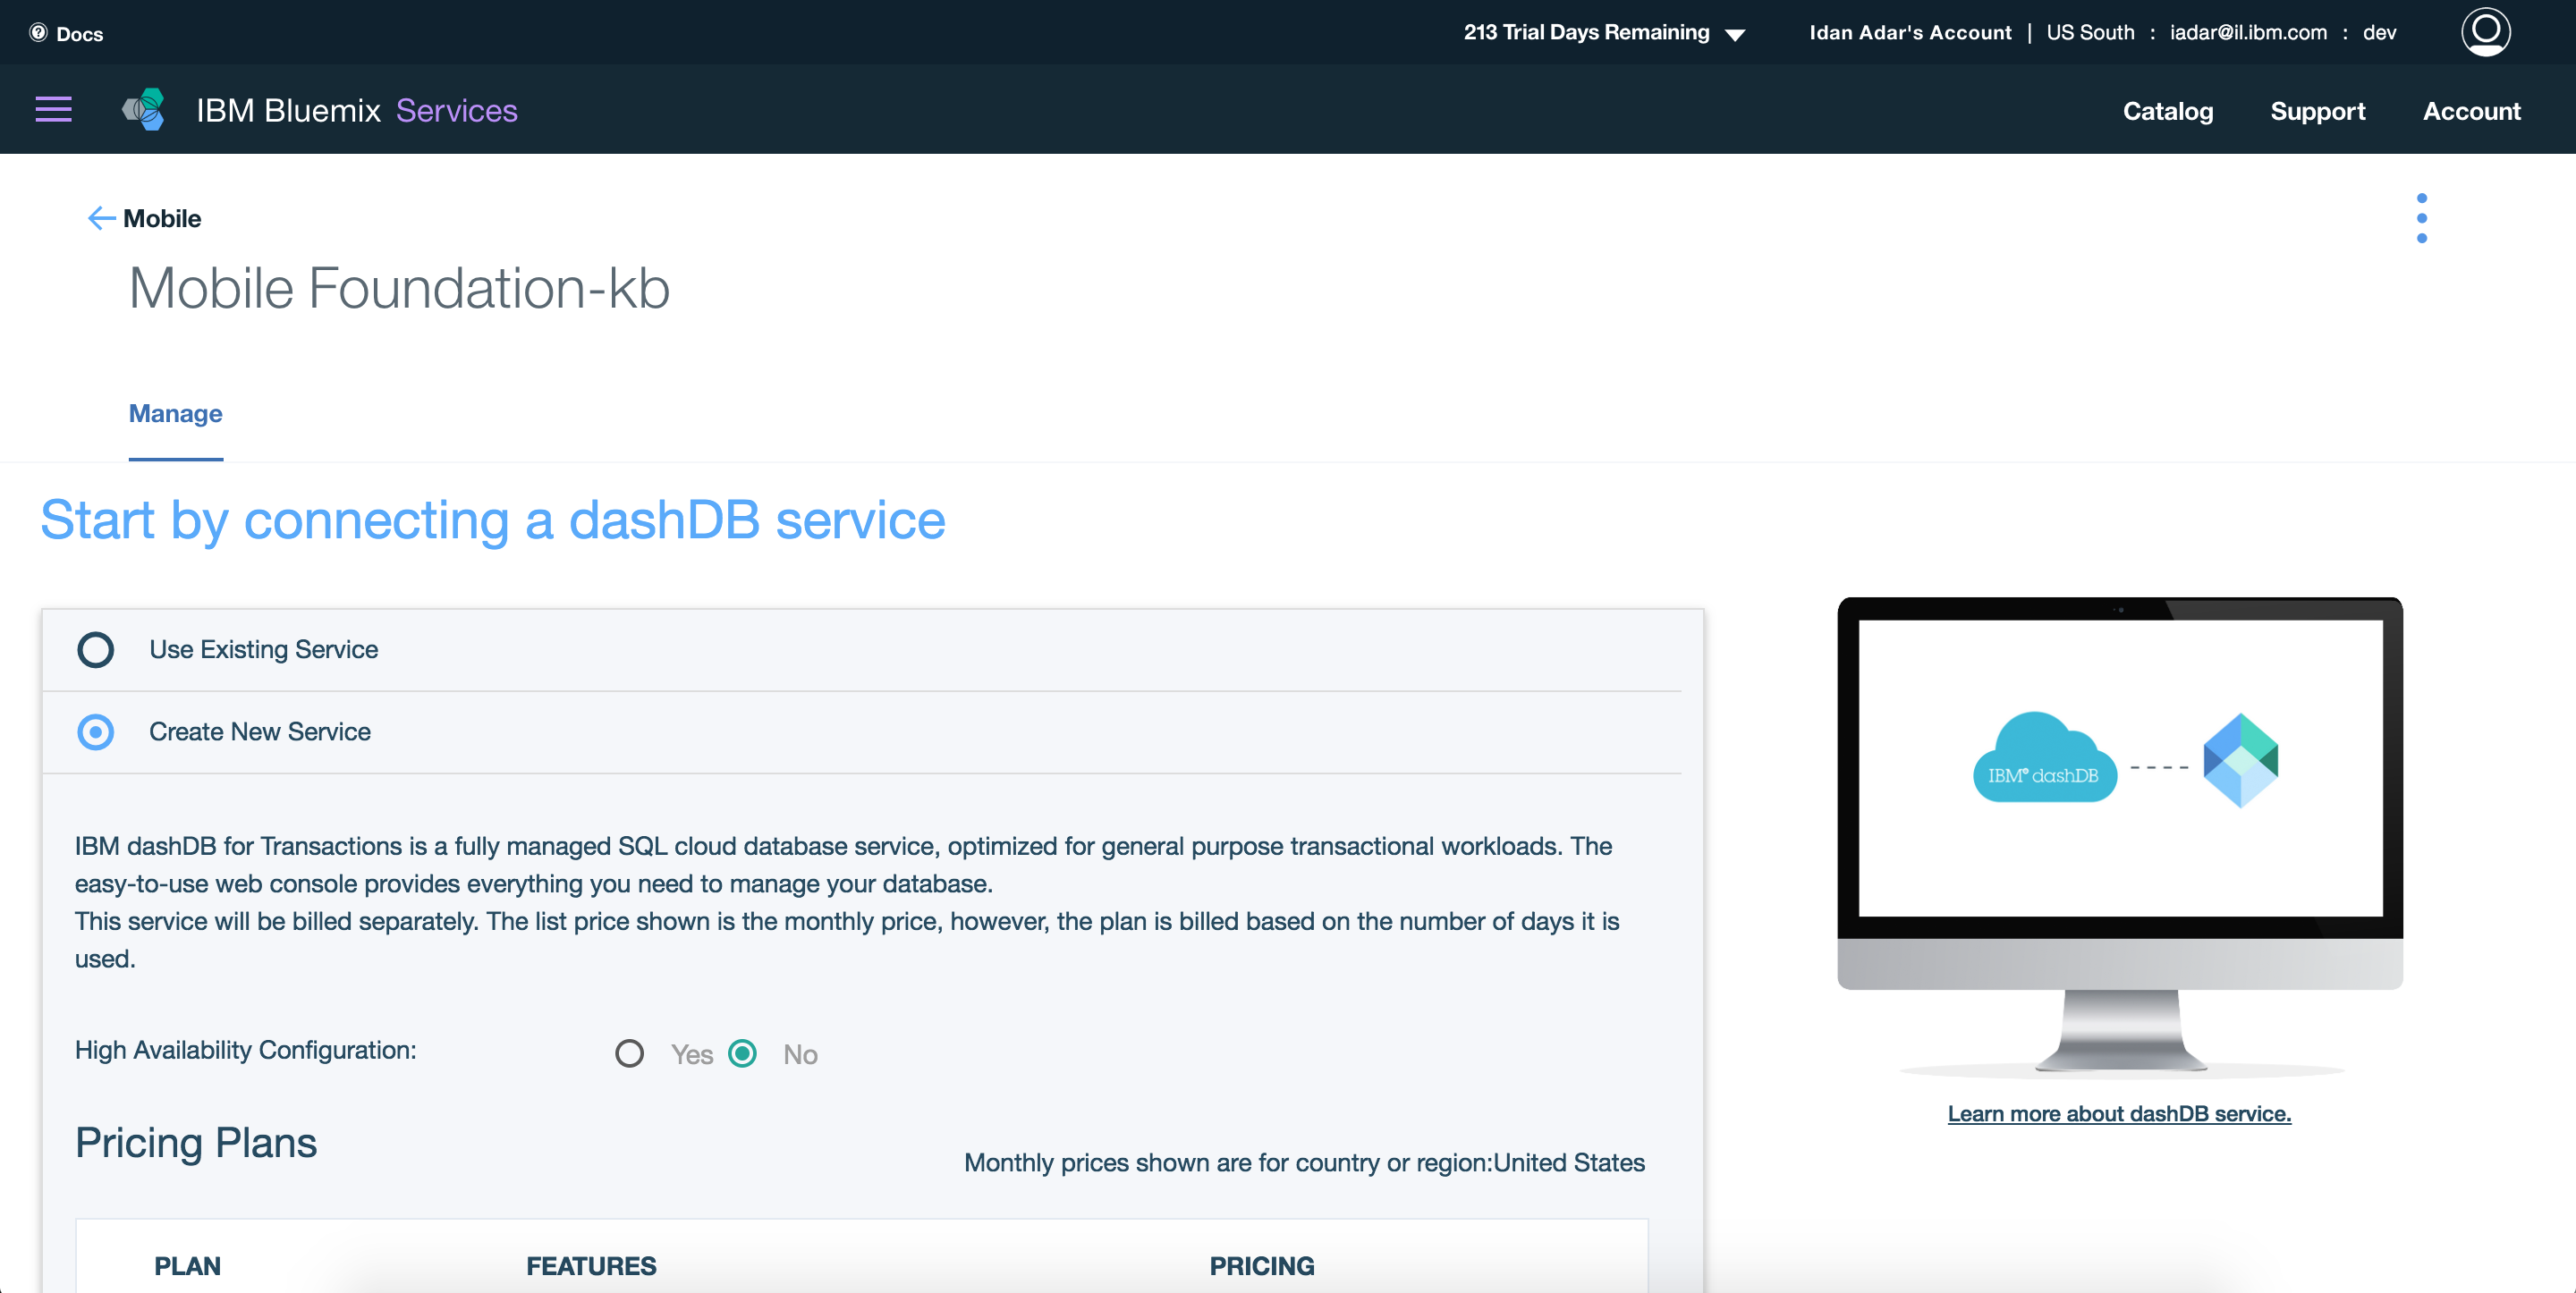 Docs
213 Trial Days Remaining
Idan Adar's Account | US South : iadar@il.ibm.com : dev
IBM Bluemix Services
Catalog
Support
Account
Mobile
Mobile Foundation-kb
Manage
Start by connecting a dashDB service
Use Existing Service
Create New Service
IBM dashDB for Transactions is a fully managed SQL cloud database service, optimized for general purpose transactional workloads. The
easy-to-use web console provides everything you need to manage your database.
This service will be billed separately. The list price shown is the monthly price, however, the plan is billed based on the number of days it is
used.
High Availability Configuration:
Yes
No
Pricing Plans
Monthly prices shown are for country or region:United States
PLAN
FEATURES
PRICING
IBM® dashDB
Learn more about dashDB service.